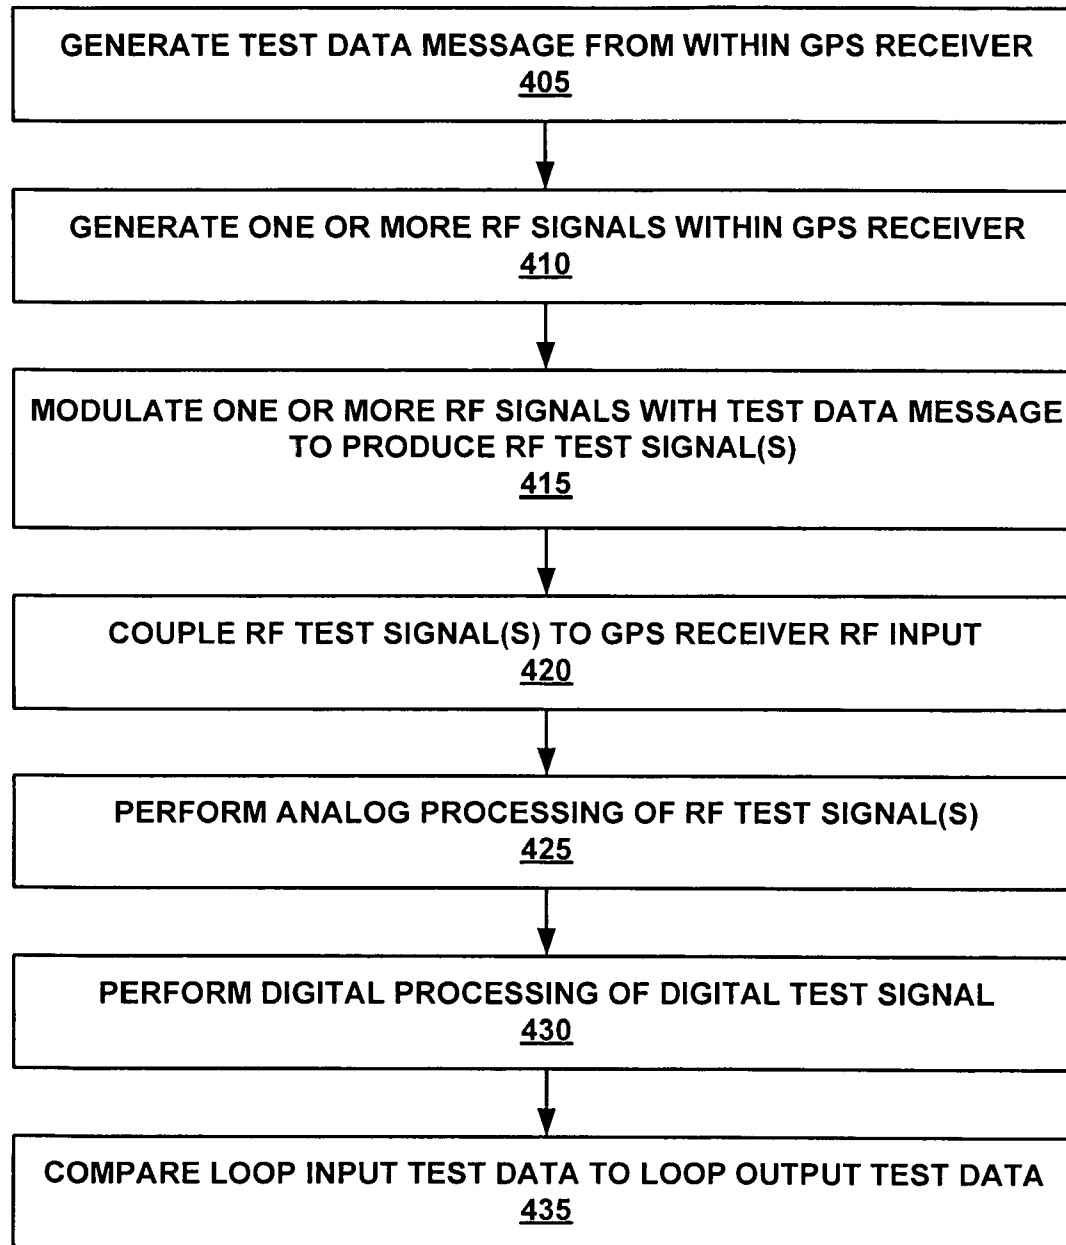 GENERATE TEST DATA MESSAGE FROM WITHIN GPS RECEIVER
405
GENERATE ONE OR MORE RF SIGNALS WITHIN GPS RECEIVER
410
MODULATE ONE OR MORE RF SIGNALS WITH TEST DATA MESSAGE
TO PRODUCE RF TEST SIGNAL(S)
415
COUPLE RF TEST SIGNAL(S) TO GPS RECEIVER RF INPUT
420
PERFORM ANALOG PROCESSING OF RF TEST SIGNAL(S)
425
PERFORM DIGITAL PROCESSING OF DIGITAL TEST SIGNAL
430
COMPARE LOOP INPUT TEST DATA TO LOOP OUTPUT TEST DATA
435